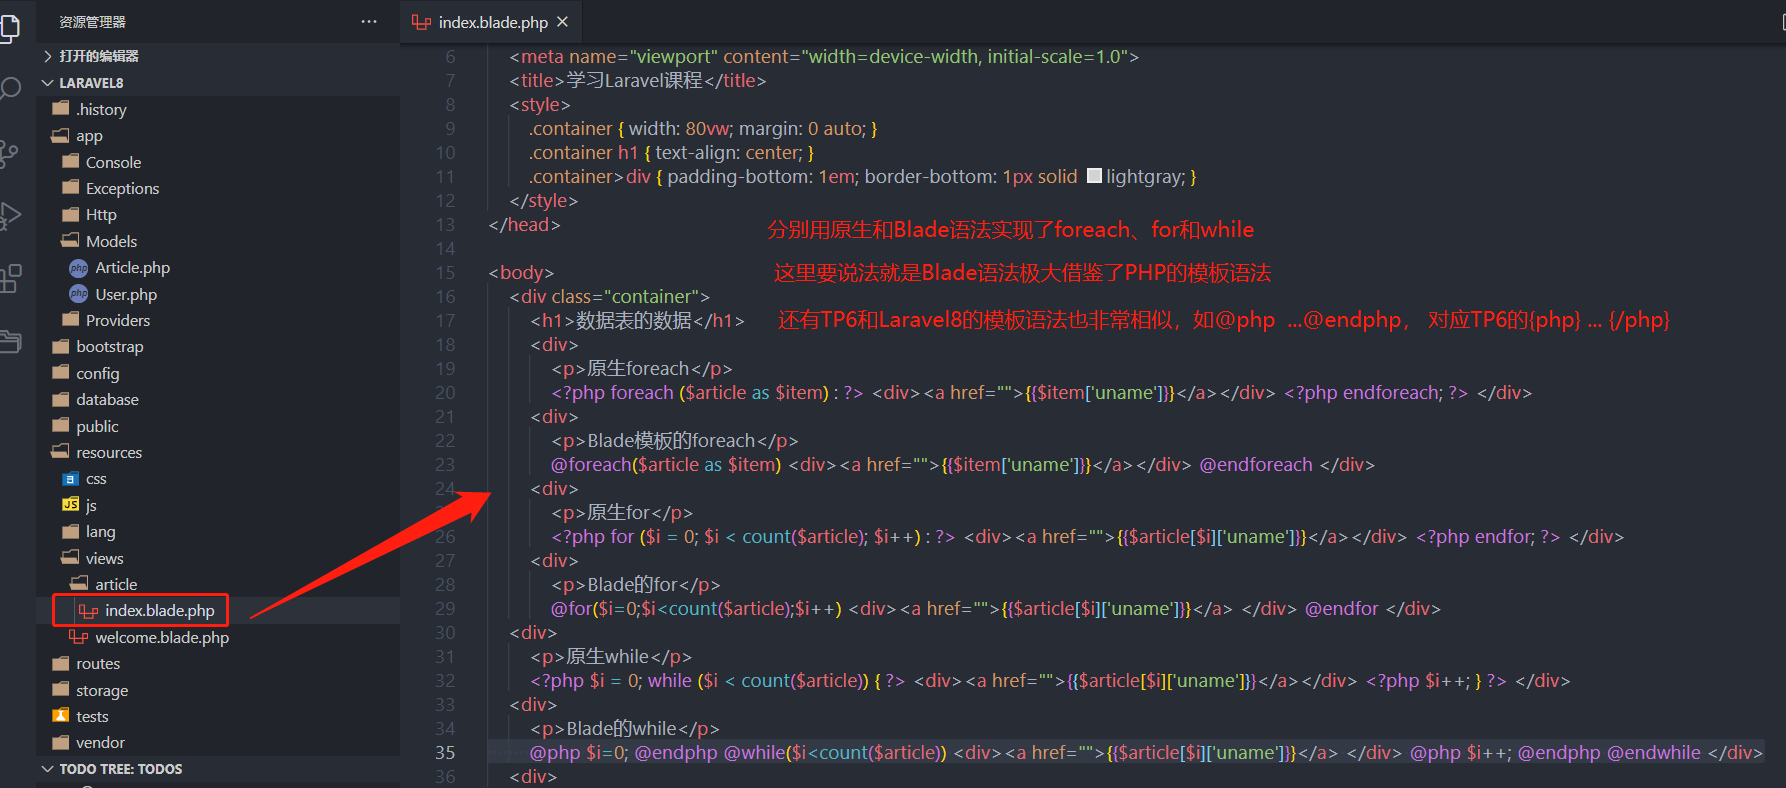 资源管理器
···
打开的编辑器
LARAVEL8
.history
app
Console
Exceptions
Http
Models
php Article.php
php User.php
Providers
bootstrap
config
database
public
resources
css
JS js
lang
views
article
index.blade.php
welcome.blade.php
routes
storage
tests
vendor
TODO TREE: TODOS
index.blade.php
6 <meta name="viewport" content="width=device-width, initial-scale=1.0">
7 <title>学习Laravel课程</title>
8 <style>
9 .container { width: 80vw; margin: 0 auto; }
10 .container h1 { text-align: center; }
11 .container>div { padding-bottom: 1em; border-bottom: 1px solid lightgray; }
12 </style>
13 </head>
分别用原生和Blade语法实现了foreach、for和while
14
15 <body>
这里要说法就是Blade语法极大借鉴了PHP的模板语法
16 <div class="container">
17 <h1>数据表的数据</h1>
还有TP6和Laravel8的模板语法也非常相似，如@php ...@endphp， 对应TP6的{php} ... {/php}
18 <div>
19 <p>原生foreach</p>
20 <?php foreach ($article as $item) : ?> <div><a href="">{{$item['uname']}}</a></div> <?php endforeach; ?> </div>
21 <div>
22 <p>Blade模板的foreach</p>
23 @foreach($article as $item) <div><a href="">{{$item['uname']}}</a></div> @endforeach </div>
24 <div>
<p>原生for</p>
26 <?php for ($i = 0; $i < count($article); $i++) : ?> <div><a href="">{{$article[$i]['uname']}}</a></div> <?php endfor; ?> </div>
27 <div>
28 <p>Blade的for</p>
29 @for($i=0;$i<count($article);$i++) <div><a href="">{{$article[$i]['uname']}}</a> </div> @endfor </div>
30 <div>
31 <p>原生while</p>
32 <?php $i = 0; while ($i < count($article)) { ?> <div><a href="">{{$article[$i]['uname']}}</a></div> <?php $i++; } ?> </div>
33 <div>
34 <p>Blade的while</p>
35 @php $i=0; @endphp @while($i<count($article)) <div><a href="">{{$article[$i]['uname']}}</a> </div> @php $i++; @endphp @endwhile </div>
36 <div>